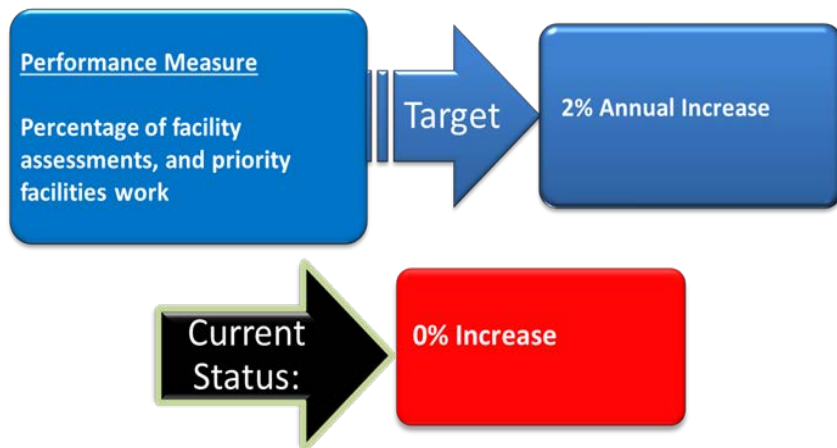 Performance Measure
Percentage of facility
assessments, and priority
facilities work
Target
2% Annual Increase
Current
Status:
0% Increase